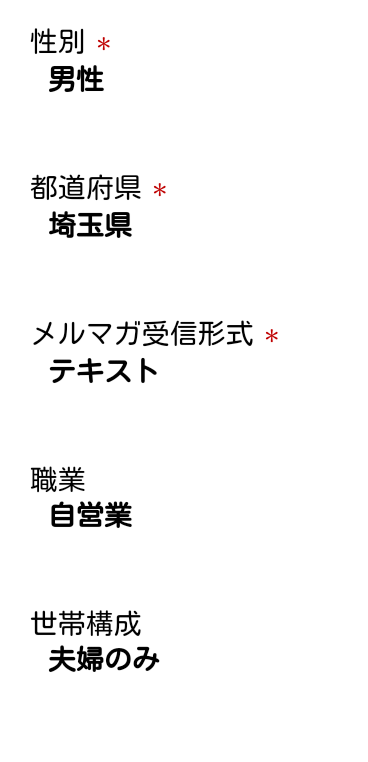 性別 *
男性
都道府県 *
埼玉県
メルマガ受信形式 *
テキスト
職業
自営業
世帯構成
夫婦のみ